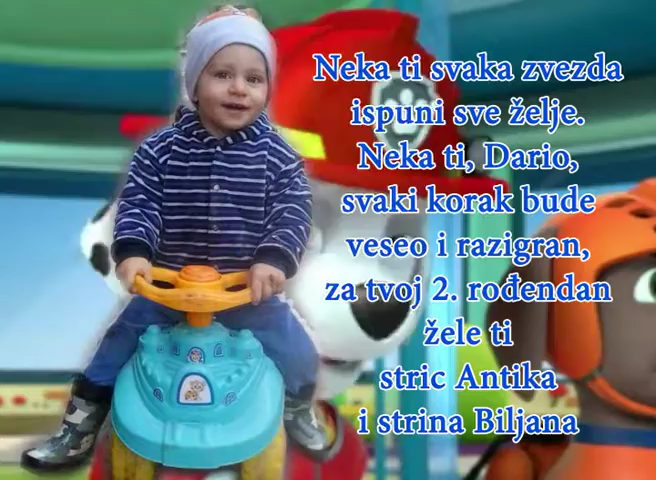 Neka ti svaka zvezda
ispuni sve želje.
Neka ti, Dario,
svaki korak bude
veseo i razigran,
za tvoj 2. rođendan
žele ti
stric Antika
i strina Biljana